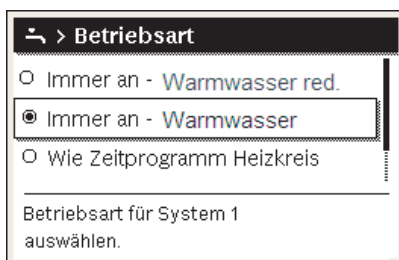 > Betriebsart
Immer an - Warmwasser red.
Immer an - Warmwasser
Wie Zeitprogramm Heizkreis
Betriebsart für System 1
auswählen.